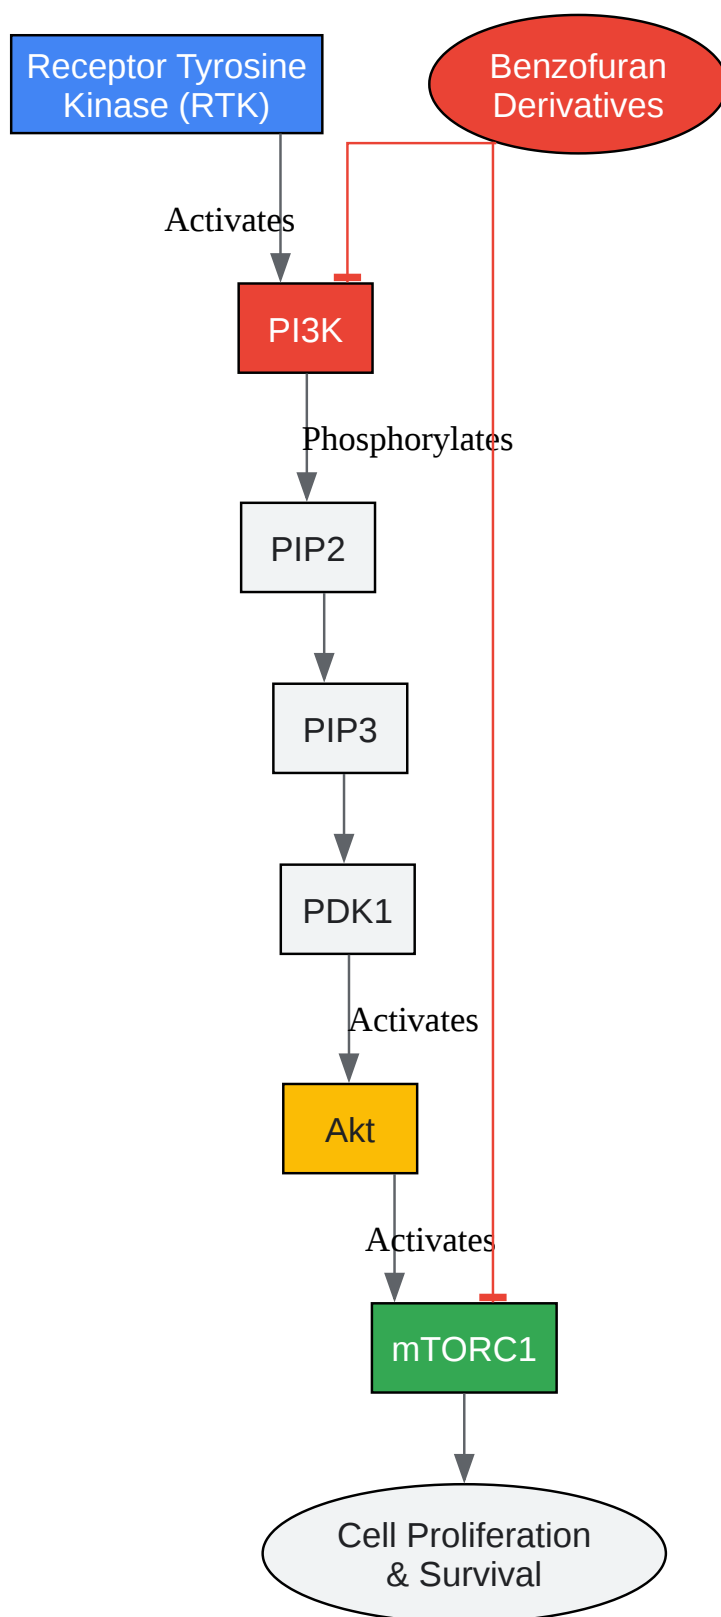 Receptor Tyrosine
Kinase (RTK)
Benzofuran
Derivatives
Activates
PI3K
Phosphorylates
PIP2
PIP3
PDK1
Activates
Akt
Activates
mTORC1
Cell Proliferation
& Survival